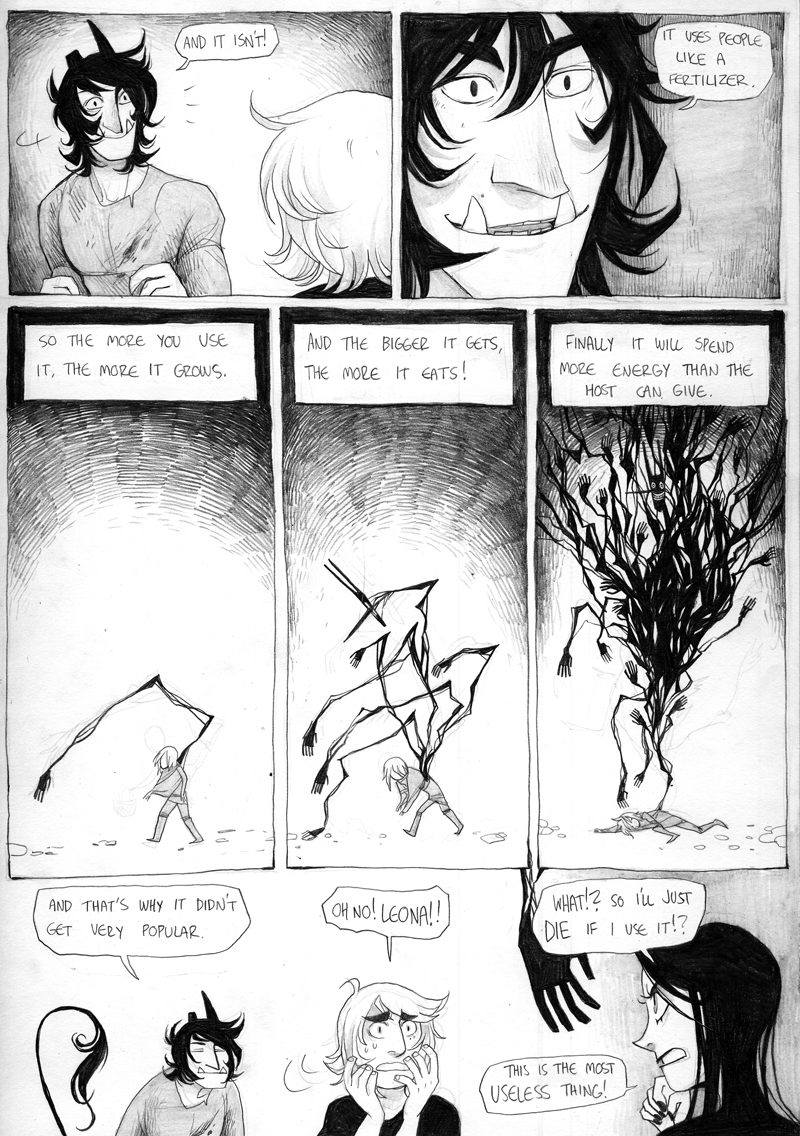 AND IT ISN'T!
IT USES PEOPLE
LIKE A
FERTILIZER.
SO THE MORE YOU USE
IT, THE MORE IT GROWS.
AND THE BIGGER IT GETS,
THE MORE IT EATS!
FINALLY IT WILL SPEND
MORE ENERGY THAN THE
HOST CAN GIVE.
AND THAT'S WHY IT DIDN'T
GET VERY POPULAR.
OH NO! LEONA!!
WHAT!? SO I'LL JUST
DIE IF I USE IT!?
THIS IS THE MOST
USELESS THING!